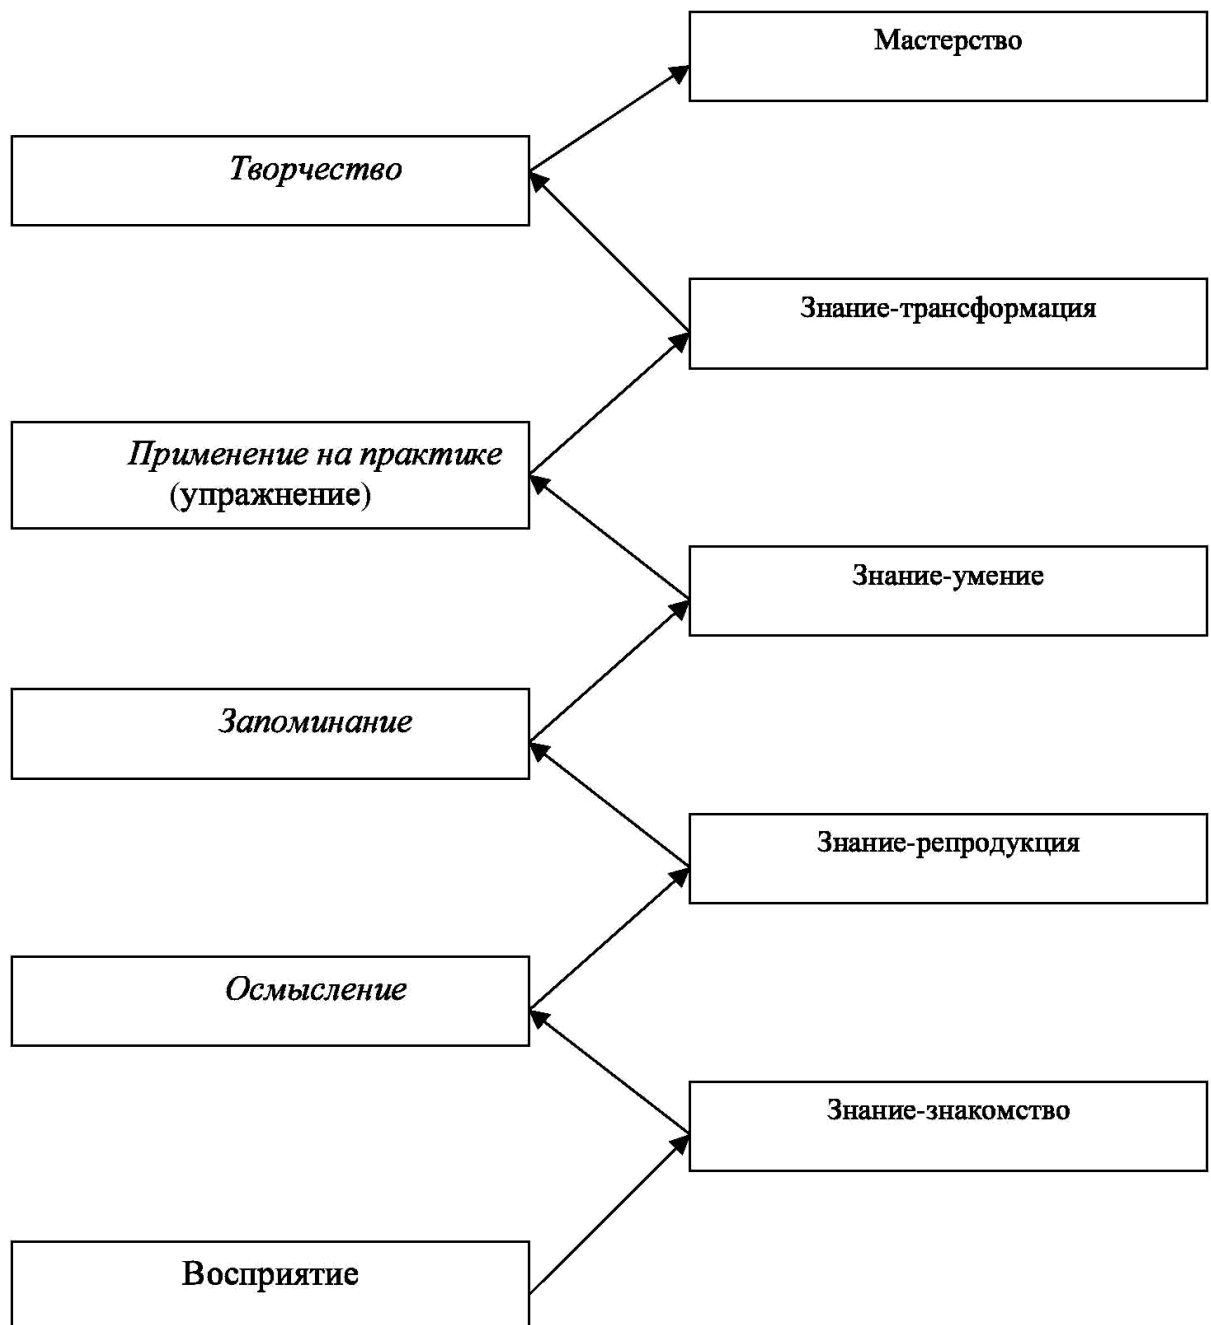 Мастерство
Творчество
Знание-трансформация
Применение на практике
(упражнение)
Знание-умение
Запоминание
Знание-репродукция
Осмысление
Знание-знакомство
Восприятие